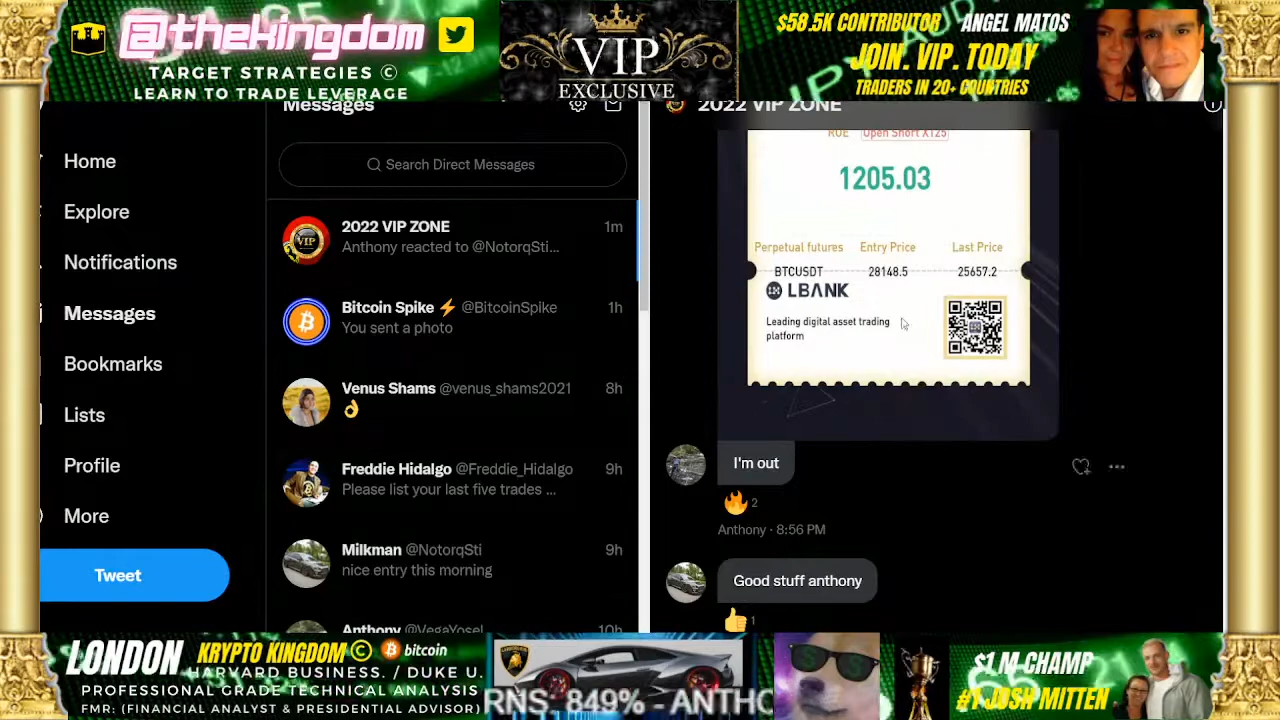 @thekingdom
TARGET STRATEGIES ©
LEARN TO TRADE LEVERAGE
VIP
EXCLUSIVE
$58.5K CONTRIBUTOR ANGEL MATOS
JOIN. VIP. TODAY
TRADERS IN 20+ COUNTRIES
Messages
Home
Explore
Notifications
Messages
Bookmarks
Lists
Profile
More
Tweet
Search Direct Messages
2022 VIP ZONE 1m
Anthony reacted to @NotorqSti...
Bitcoin Spike ⚡ @BitcoinSpike 1h
You sent a photo
Venus Shams @venus_shams2021 8h
👌
Freddie Hidalgo @Freddie_Hidalgo 9h
Please list your last five trades ...
Milkman @NotorqSti 9h
nice entry this morning
Anthony @VegaYosel 10h
2022 VIP ZONE
ROE Open Short X125
1205.03
Perpetual futures Entry Price Last Price
BTCUSDT 28148.5 25657.2
LBANK
Leading digital asset trading
platform
I'm out
🔥 2
Anthony · 8:56 PM
Good stuff anthony
👍 1
LONDON KRYPTO KINGDOM © bitcoin
HARVARD BUSINESS. / DUKE U.
PROFESSIONAL GRADE TECHNICAL ANALYSIS
FMR: (FINANCIAL ANALYST & PRESIDENTIAL ADVISOR)
RNS: 849% - ANTHO
$1 M CHAMP
#1 JOSH MITTEN